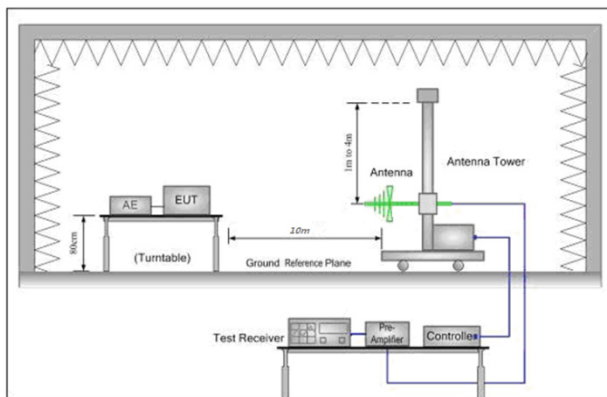 1m to 4m
Antenna
Antenna Tower
AE
EUT
80cm
(Turntable)
10m
Ground Reference Plane
Test Receiver
Pre-
Amplifier
Controller